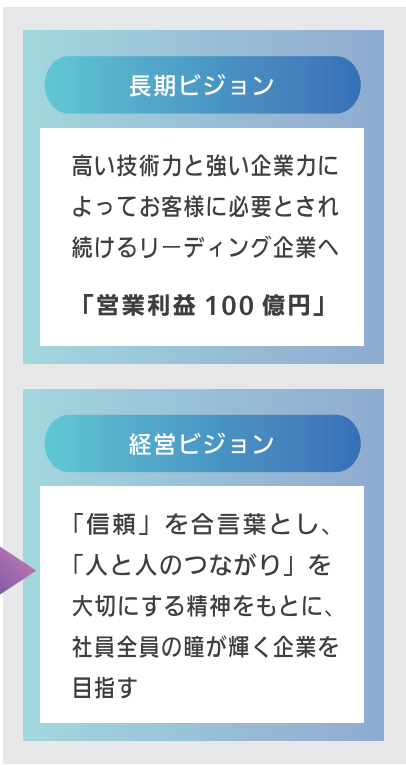 長期ビジョン
高い技術力と強い企業力に
よってお客様に必要とされ
続けるリーディング企業へ
「営業利益 100 億円」
経営ビジョン
「信頼」を合言葉とし、
「人と人のつながり」を
大切にする精神をもとに、
社員全員の瞳が輝く企業を
目指す